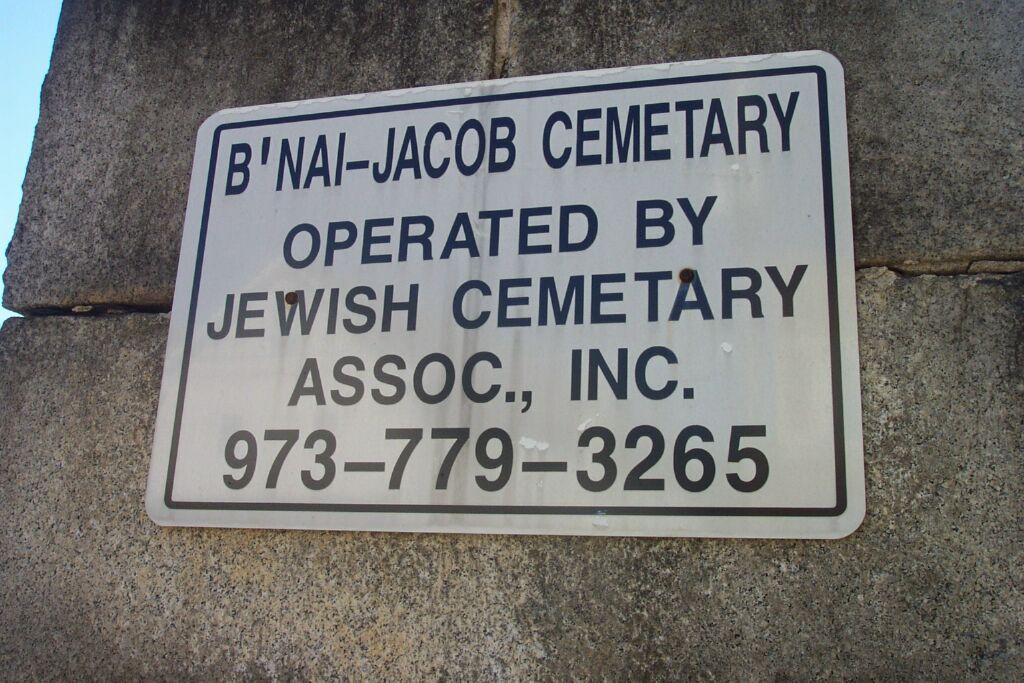 B'NAI-JACOB CEMETARY
OPERATED BY
JEWISH CEMETARY
ASSOC., INC.
973-779-3265